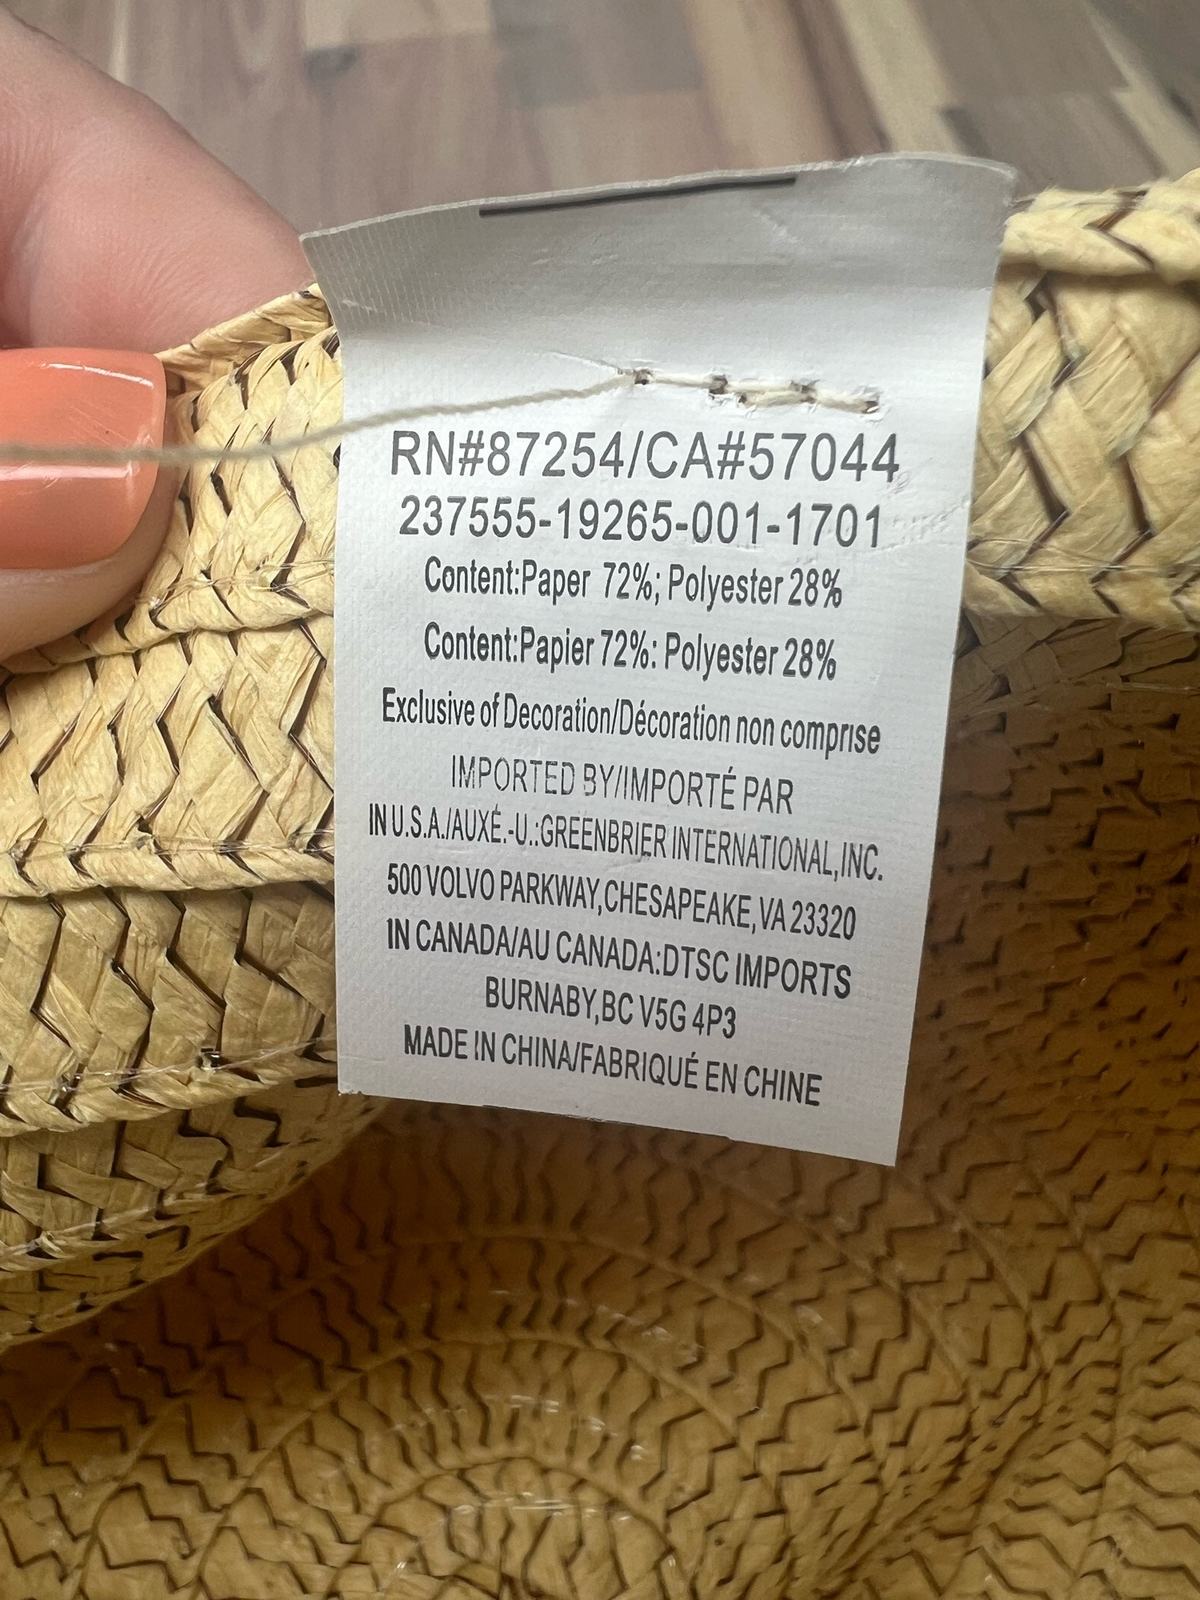 RN#87254/CA#57044
237555-19265-001-1701
Content:Paper 72%; Polyester 28%
Content:Papier 72%: Polyester 28%
Exclusive of Decoration/Décoration non comprise
IMPORTED BY/IMPORTÉ PAR
IN U.S.A./AUXÉ.-U.:GREENBRIER INTERNATIONAL,INC.
500 VOLVO PARKWAY,CHESAPEAKE,VA 23320
IN CANADA/AU CANADA:DTSC IMPORTS
BURNABY,BC V5G 4P3
MADE IN CHINA/FABRIQUÉ EN CHINE